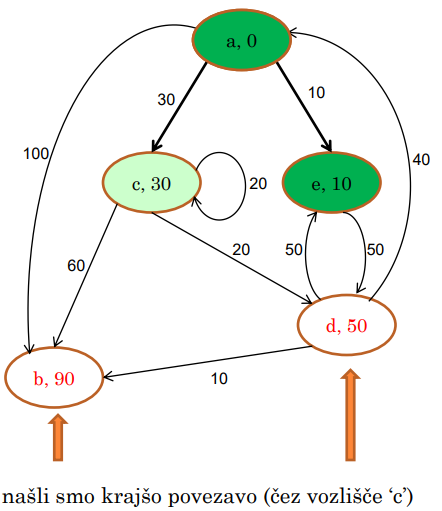 a, 0
30
10
100
40
c, 30
20
e, 10
60
20
50
50
d, 50
b, 90
10
našli smo krajšo povezavo (čez vozlišče ‘c’)